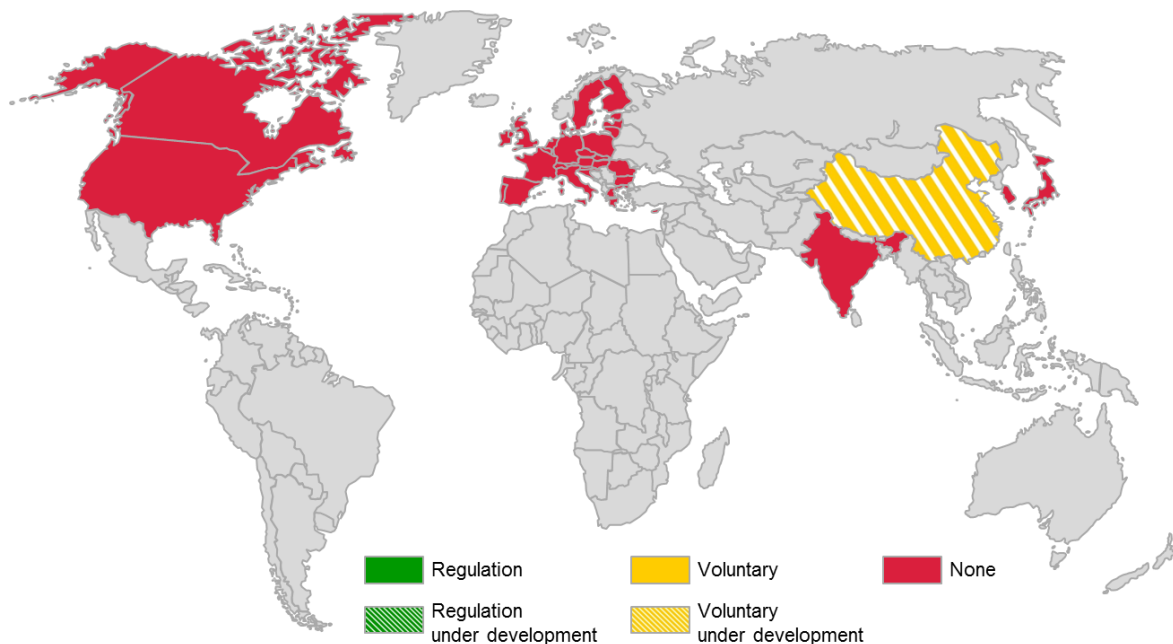 Regulation
Voluntary
None
Regulation
under development
Voluntary
under development